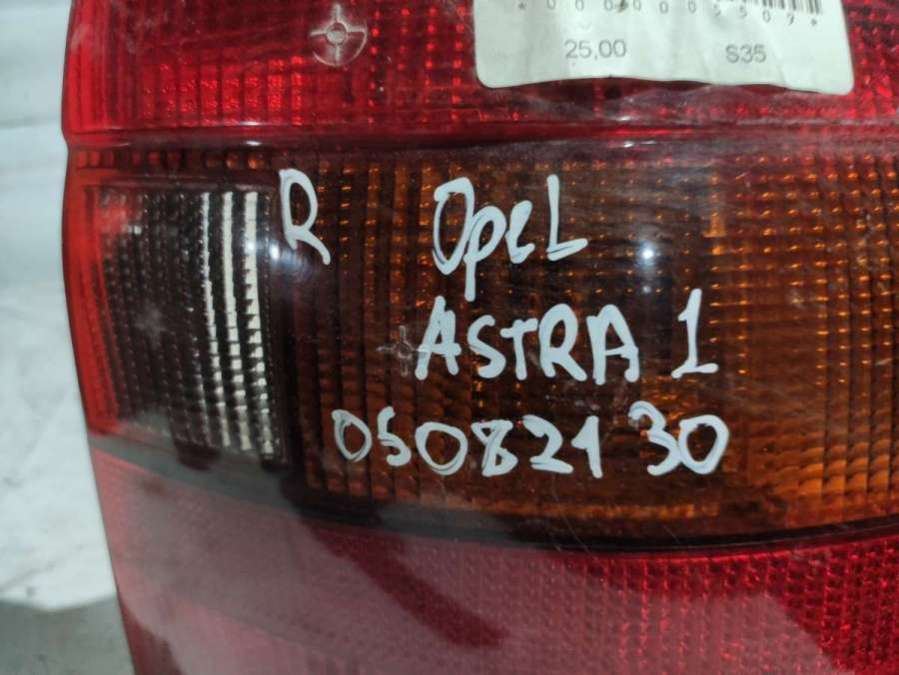 25,00 S35
R Opel
ASTRA 1
05082130